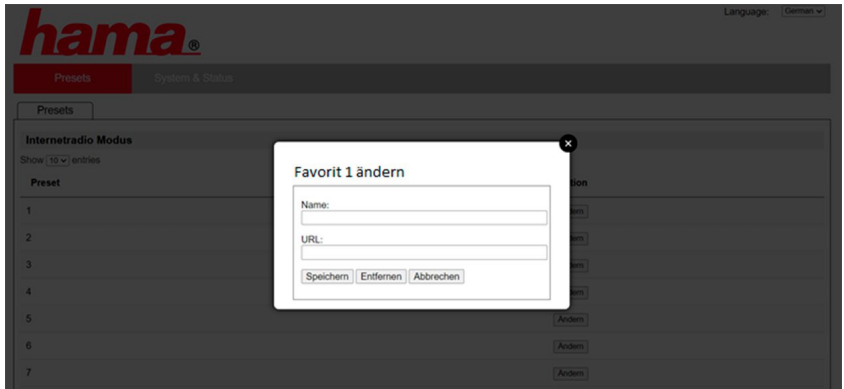 Language: German
hama®
Presets System & Status
Presets
Internetradio Modus
Show 10 entries
Preset
1
2
3
4
5 Ändern
6 Ändern
7 Ändern
Favorit 1 ändern
Name:
URL:
Speichern Entfernen Abbrechen